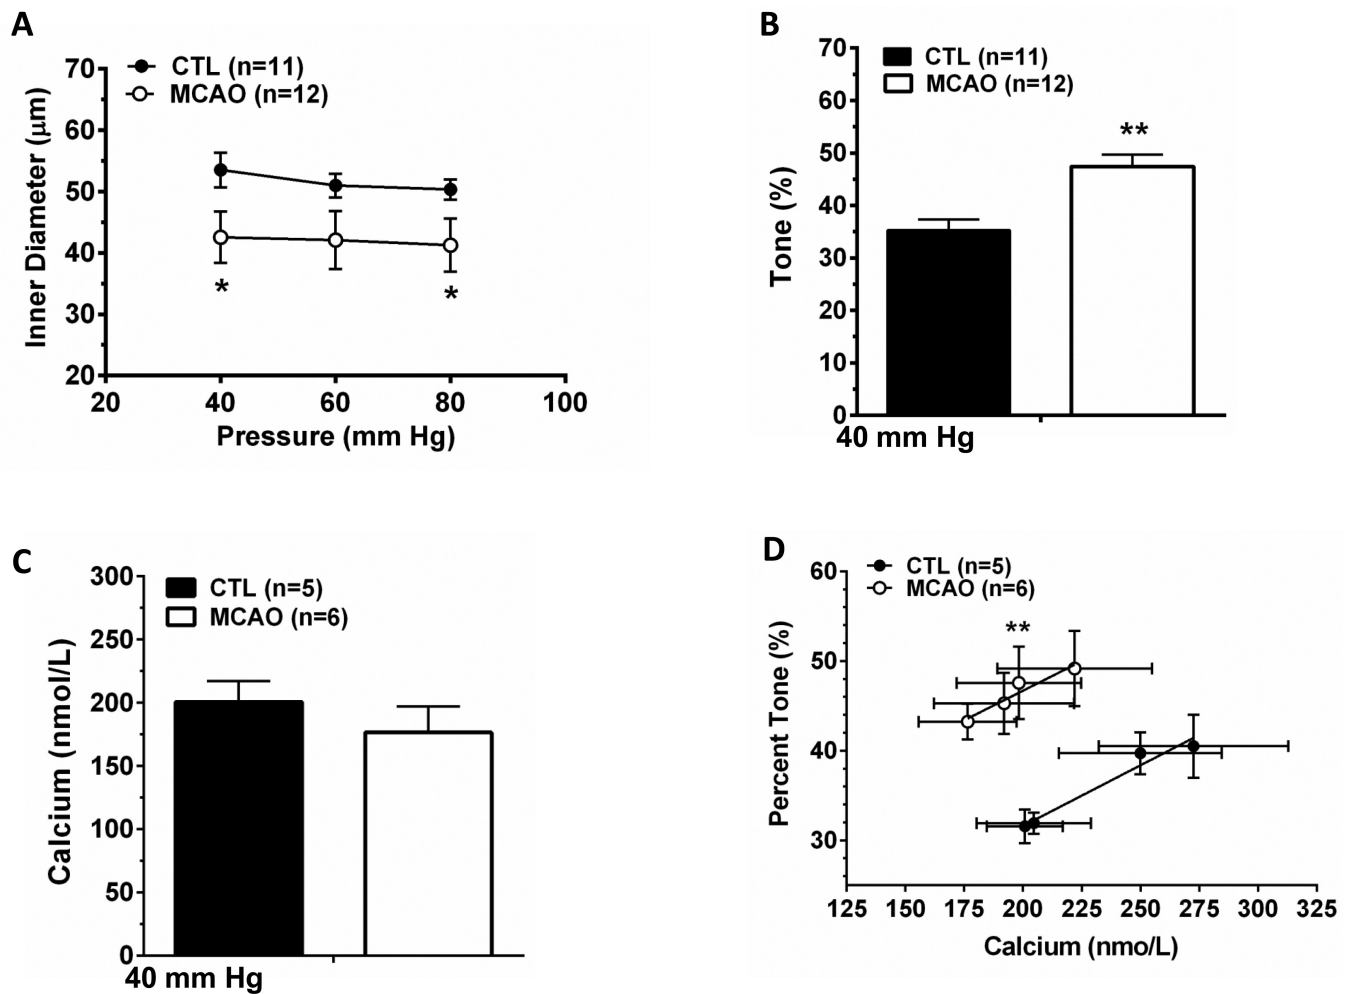 A
CTL (n=11)
MCAO (n=12)
Inner Diameter (μm)
70
60
50
40
30
20
*
*
20 40 60 80 100
Pressure (mm Hg)
B
CTL (n=11)
MCAO (n=12)
Tone (%)
70
60
50
40
30
20
10
0
**
40 mm Hg
C
CTL (n=5)
MCAO (n=6)
Calcium (nmol/L)
300
250
200
150
100
50
0
40 mm Hg
D
CTL (n=5)
MCAO (n=6)
Percent Tone (%)
60
50
40
30
**
125 150 175 200 225 250 275 300 325
Calcium (nmo/L)